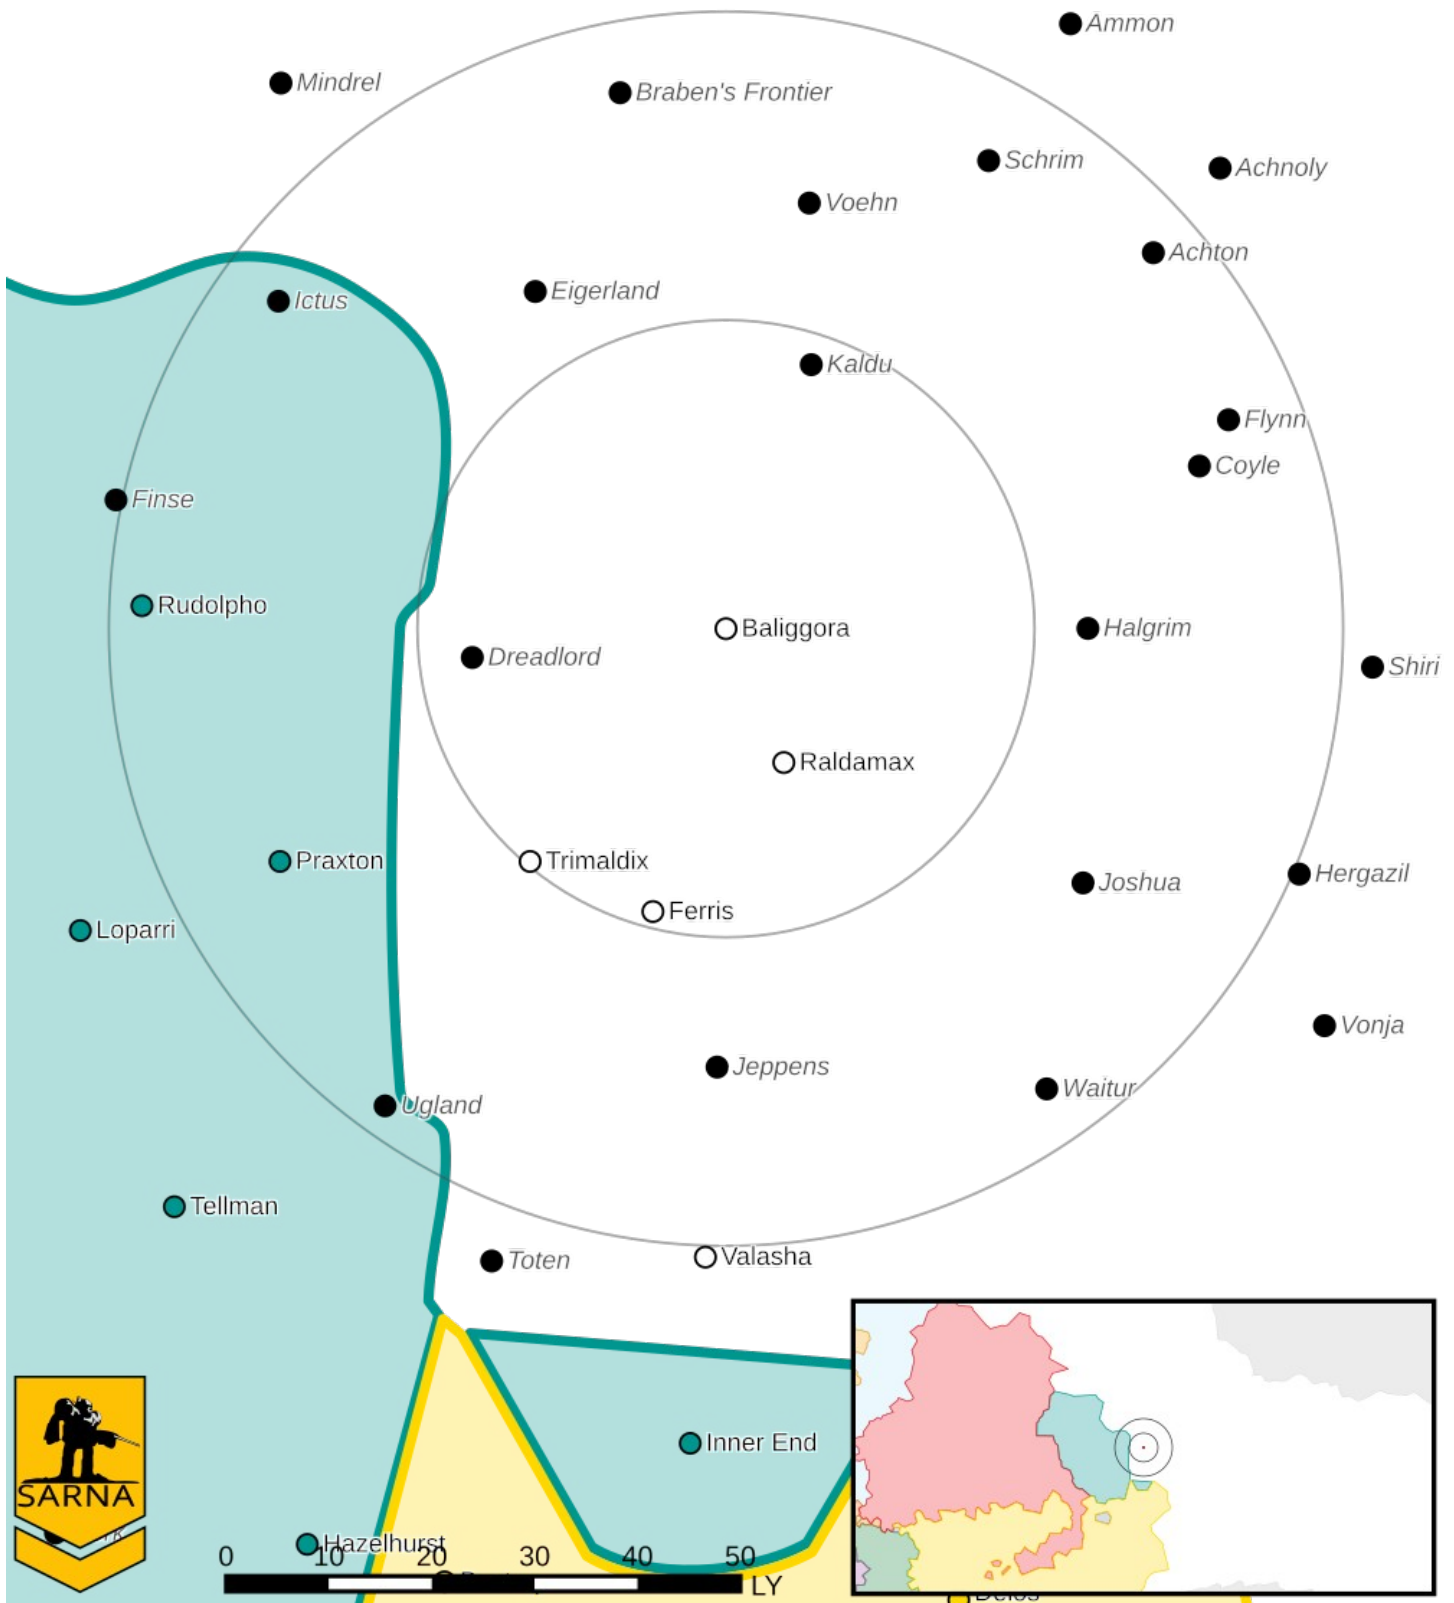 Ammon
Mindrel
Braben's Frontier
Schrim
Achnoly
Voehn
Achton
Eigerland
Ictus
Kaldu
Flynn
Coyle
Finse
Rudolpho
Baliggora
Halgrim
Dreadlord
Shiri
Raldamax
Praxton
Trimaldix
Hergazil
Joshua
Ferris
Loparri
Vonja
Jeppens
Waitur
Ugland
Tellman
Valasha
Toten
Inner End
SARNA
Hazelhurst
0 10 20 30 40 50
LY
Delos